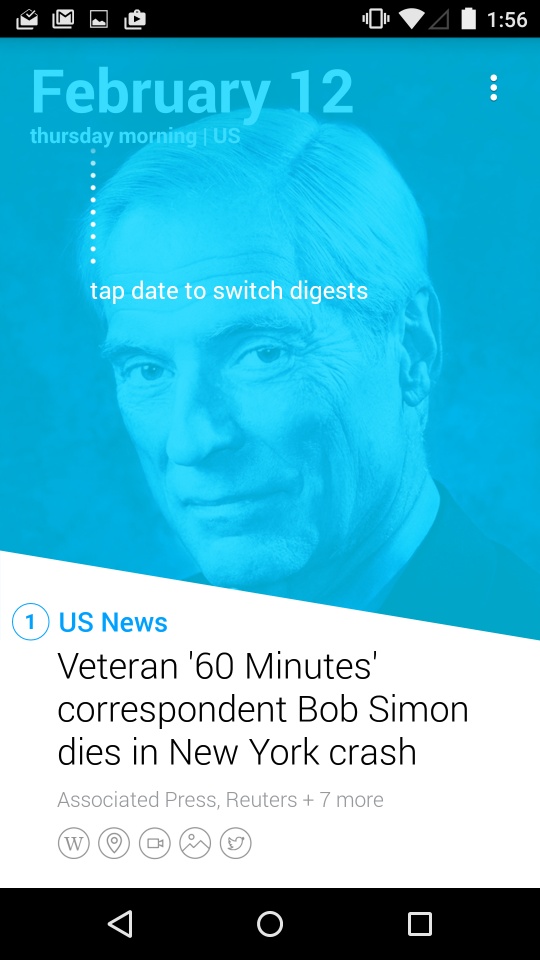 1:56
February 12
thursday morning | US
tap date to switch digests
1 US News
Veteran '60 Minutes'
correspondent Bob Simon
dies in New York crash
Associated Press, Reuters + 7 more
W